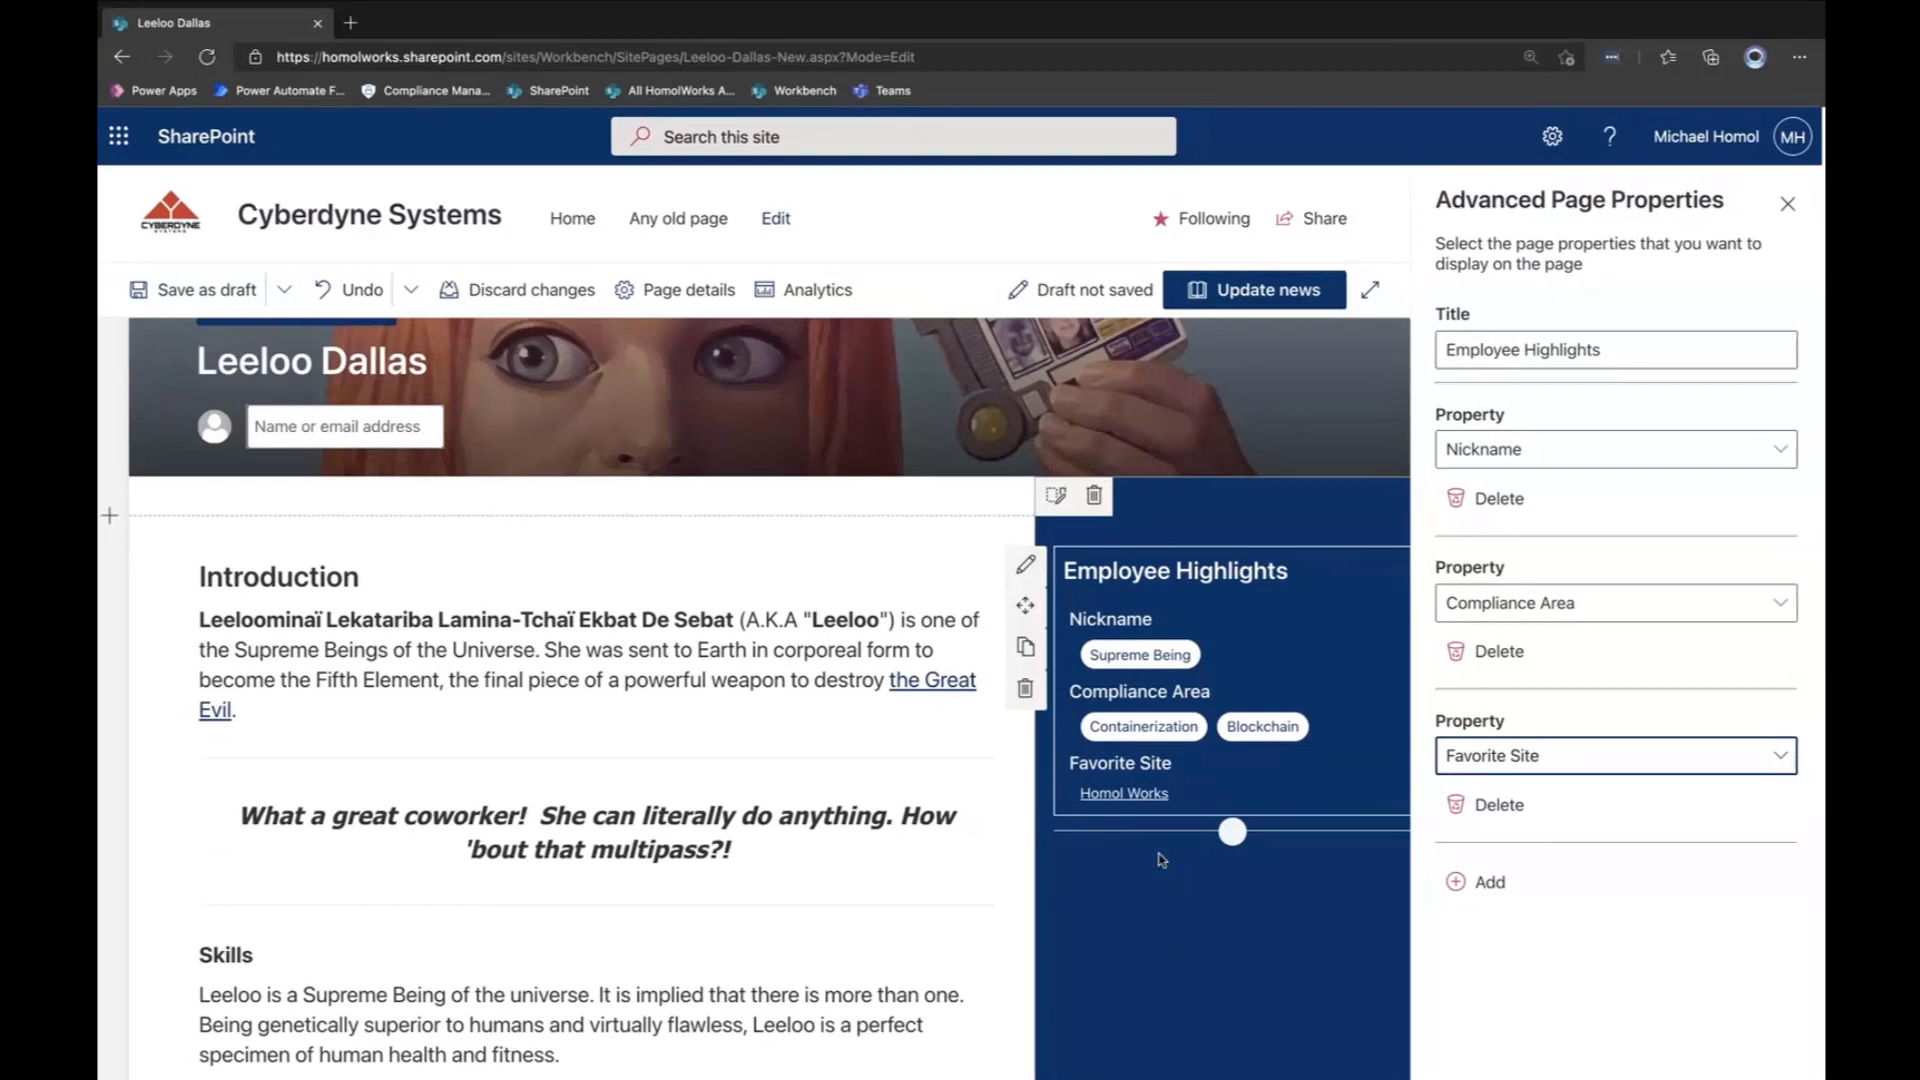 Leeloo Dallas
https://homolworks.sharepoint.com/sites/Workbench/SitePages/Leeloo-Dallas-New.aspx?Mode=Edit
Power Apps Power Automate F... Compliance Mana... SharePoint All HomolWorks A... Workbench Teams
SharePoint Search this site Michael Homol MH
CYBERDYNE
SYSTEMS
Cyberdyne Systems Home Any old page Edit Following Share
Save as draft Undo Discard changes Page details Analytics Draft not saved Update news
Leeloo Dallas
Name or email address
Introduction
Leeloominaï Lekatariba Lamina-Tchaï Ekbat De Sebat (A.K.A "Leeloo") is one of
the Supreme Beings of the Universe. She was sent to Earth in corporeal form to
become the Fifth Element, the final piece of a powerful weapon to destroy the Great
Evil.
What a great coworker! She can literally do anything. How
'bout that multipass?!
Skills
Leeloo is a Supreme Being of the universe. It is implied that there is more than one.
Being genetically superior to humans and virtually flawless, Leeloo is a perfect
specimen of human health and fitness.
Employee Highlights
Nickname
Supreme Being
Compliance Area
Containerization Blockchain
Favorite Site
Homol Works
Advanced Page Properties
Select the page properties that you want to
display on the page
Title
Employee Highlights
Property
Nickname
Delete
Property
Compliance Area
Delete
Property
Favorite Site
Delete
Add